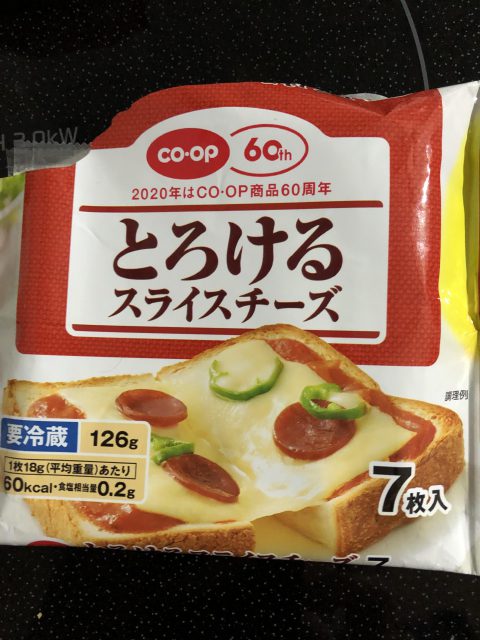 2.0kW
CO·OP
60th
2020年はCO·OP商品60周年
とろける
スライスチーズ
調理例
要冷蔵 126g
1枚18g(平均重量)あたり
60kcal・食塩相当量0.2g
7枚入